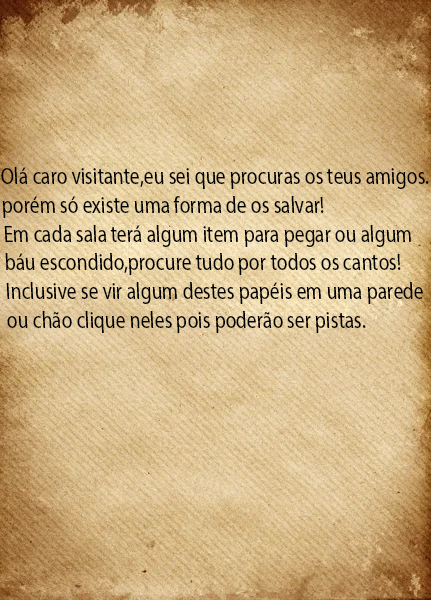 Olá caro visitante,eu sei que procuras os teus amigos.
porém só existe uma forma de os salvar!
Em cada sala terá algum item para pegar ou algum
báu escondido,procure tudo por todos os cantos!
Inclusive se vir algum destes papéis em uma parede
ou chão clique neles pois poderão ser pistas.